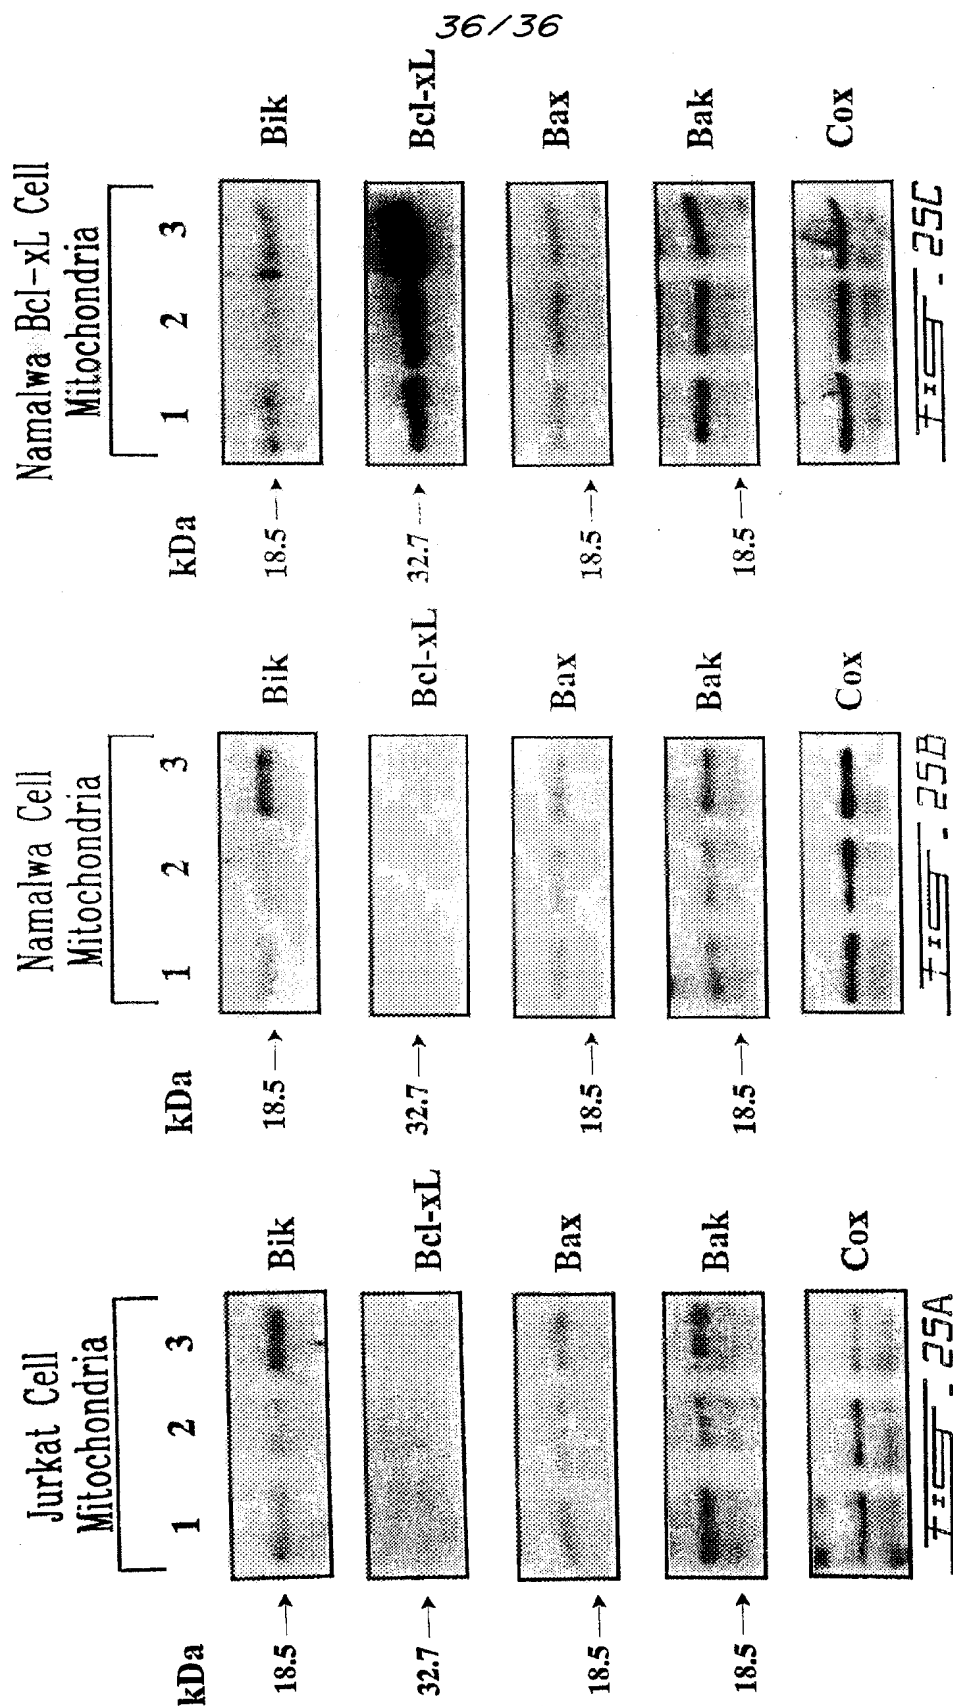 36/36
Jurkat Cell
Mitochondria
kDa
1 2 3
18.5 → Bik
32.7 → Bcl-xL
18.5 → Bax
18.5 → Bak
Cox
FIG - 25A
Namalwa Cell
Mitochondria
kDa
1 2 3
18.5 → Bik
32.7 → Bcl-xL
18.5 → Bax
18.5 → Bak
Cox
FIG - 25B
Namalwa Bcl-xL Cell
Mitochondria
kDa
1 2 3
18.5 → Bik
32.7 → Bcl-xL
18.5 → Bax
18.5 → Bak
Cox
FIG - 25C